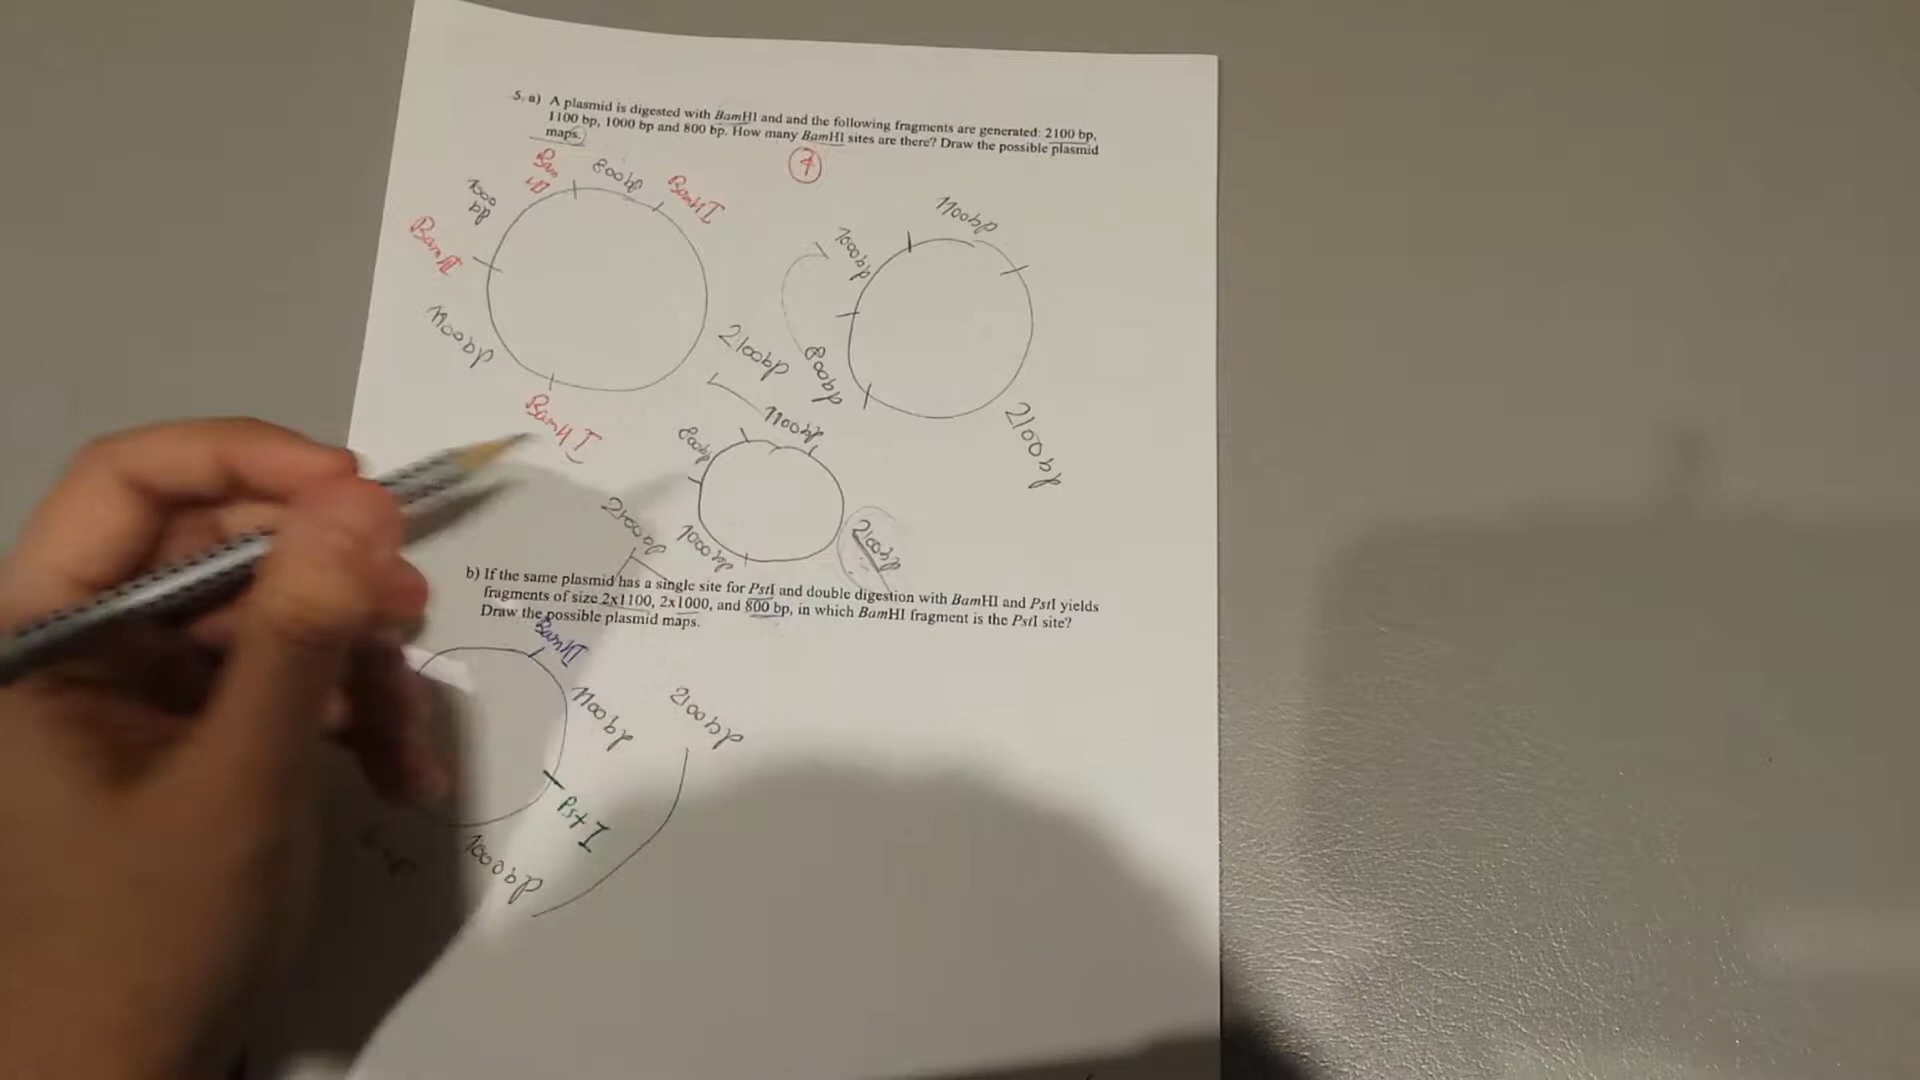 5. a) A plasmid is digested with BamHI and and the following fragments are generated: 2100 bp,
1100 bp, 1000 bp and 800 bp. How many BamHI sites are there? Draw the possible plasmid
maps.
4
Bam
HI
800bp
BamHI
1000
bp
BamHI
1100bp
BamHI
2100bp
1100bp
1000bp
800bp
2100bp
1100bp
800bp
1000bp
2100bp
2100bp
b) If the same plasmid has a single site for PstI and double digestion with BamHI and PstI yields
fragments of size 2x1100, 2x1000, and 800 bp, in which BamHI fragment is the PstI site?
Draw the possible plasmid maps.
BamHI
1100bp
2100bp
PstI
1000bp